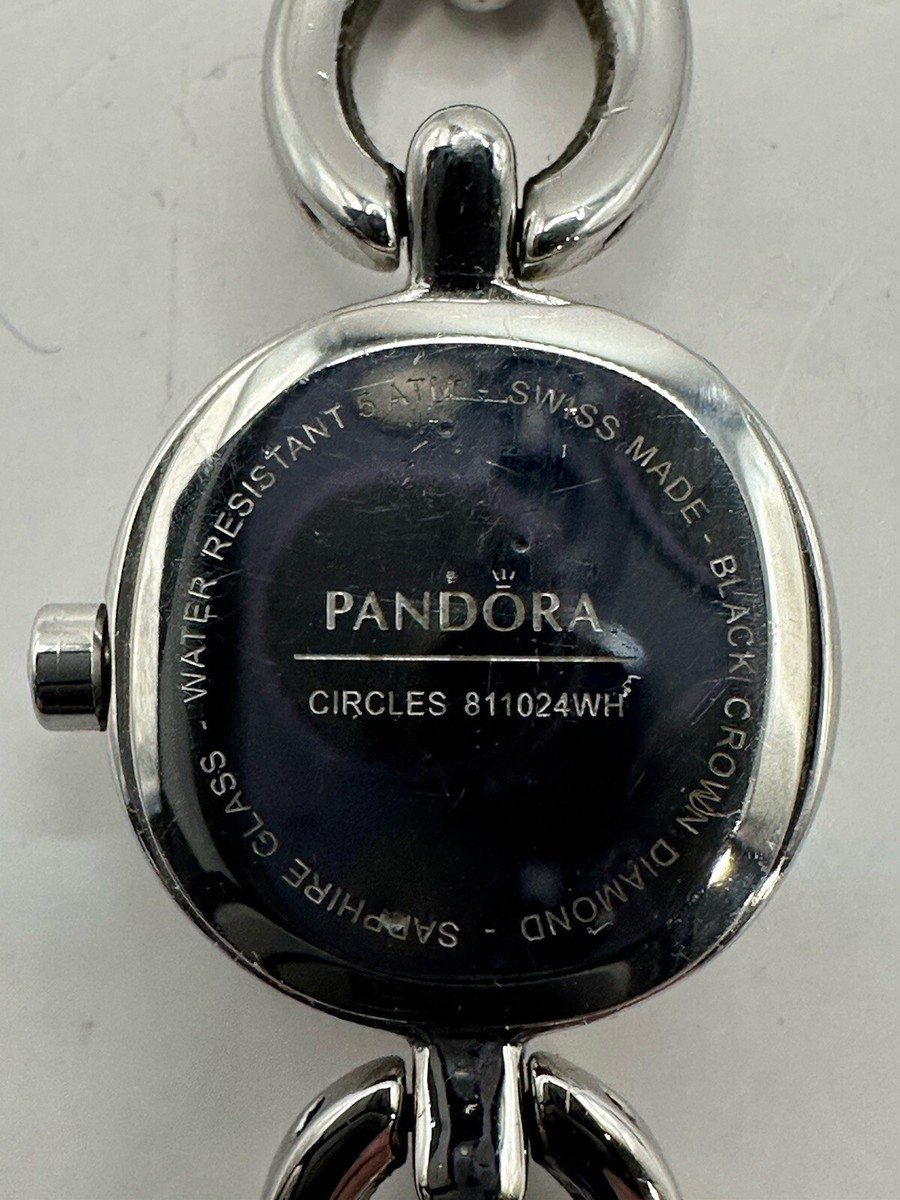 PANDORA
CIRCLES 811024WH
WATER RESISTANT 5 ATM - SWISS MADE - BLACK CROWN DIAMOND - SAPPHIRE GLASS -